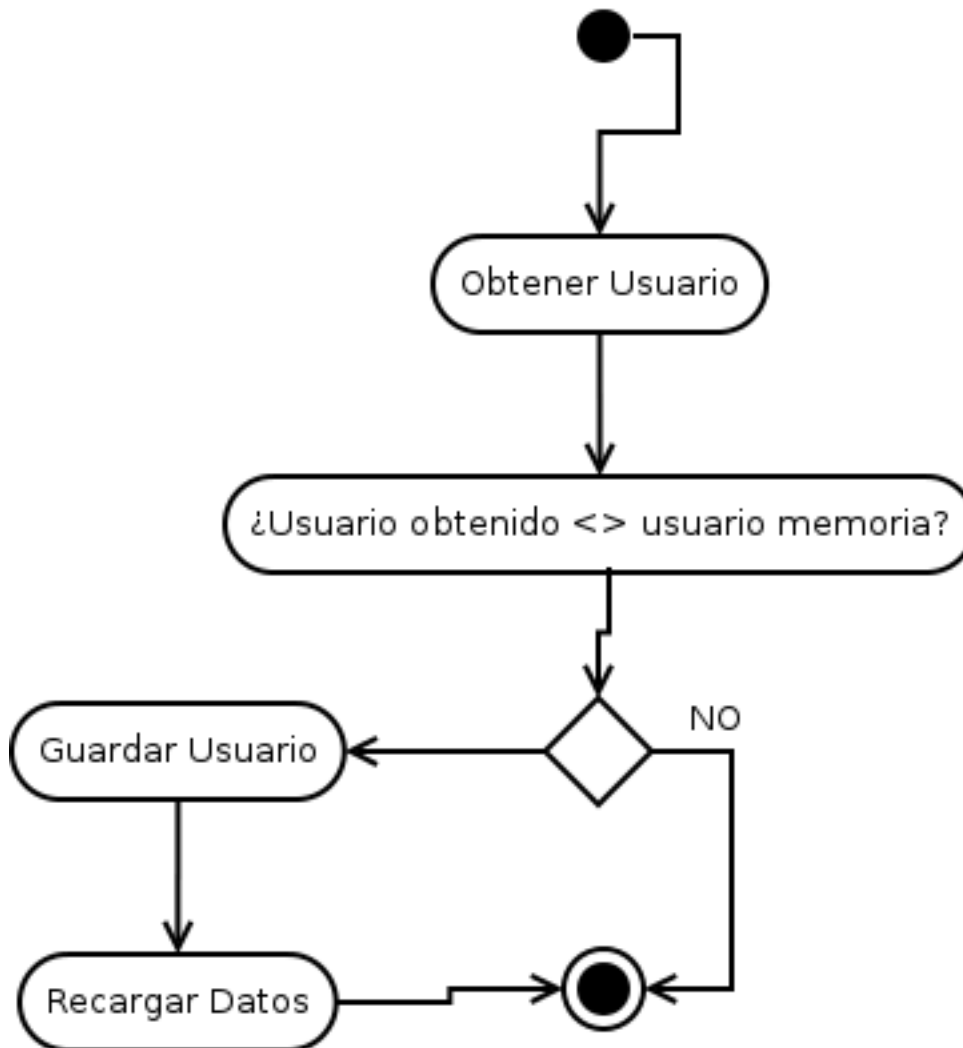 Obtener Usuario
¿Usuario obtenido <> usuario memoria?
NO
Guardar Usuario
Recargar Datos